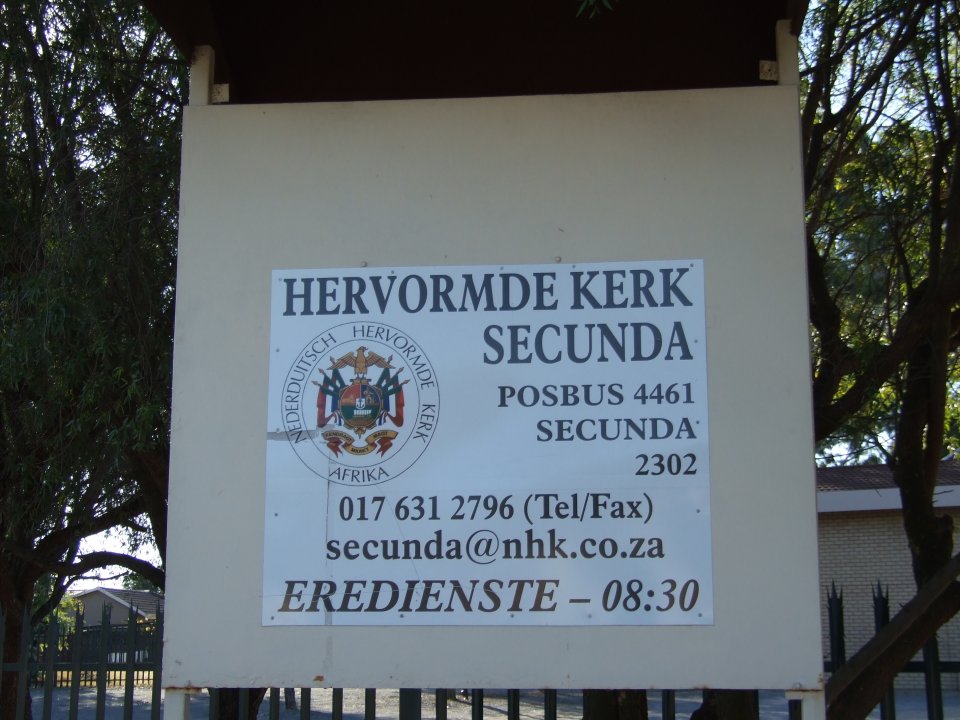 HERVORMDE KERK
SECUNDA
NEDERDUITSCH HERVORMDE KERK
AFRIKA
POSBUS 4461
SECUNDA
2302
017 631 2796 (Tel/Fax)
secunda@nhk.co.za
EREDIENSTE – 08:30